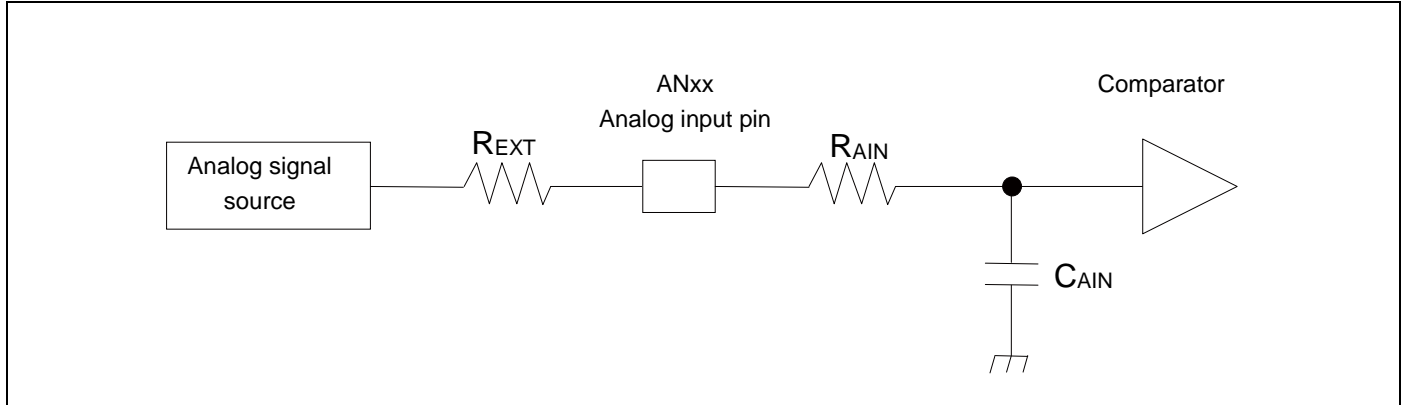 ANxx
Analog input pin
Comparator
Analog signal
source
REXT
RAIN
CAIN